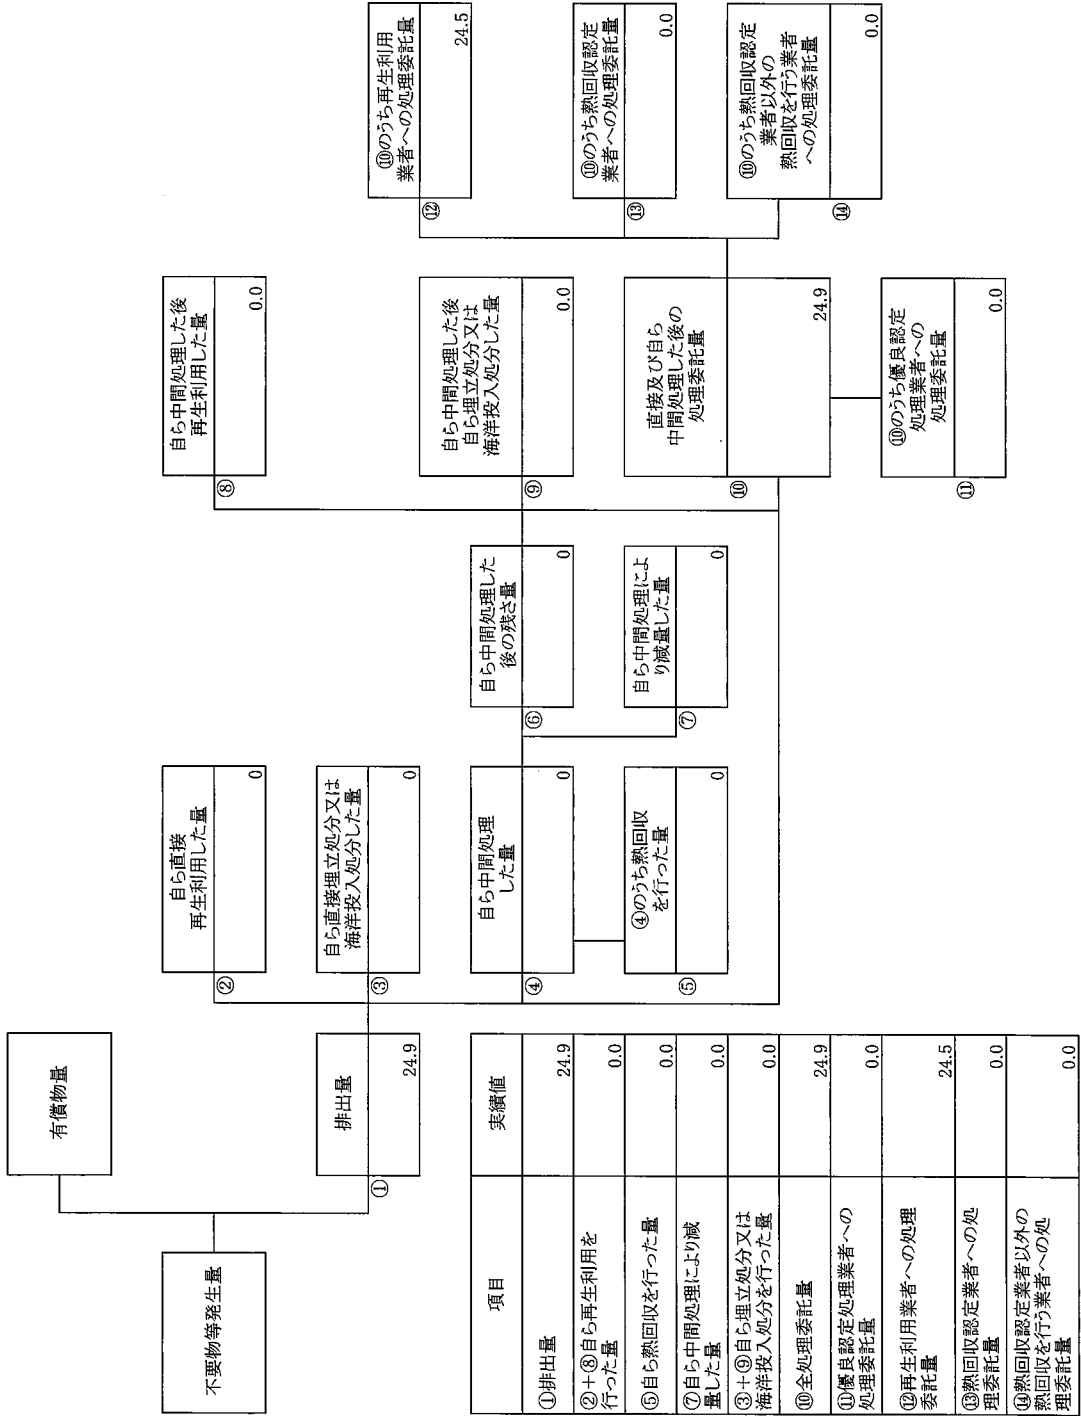 不要物等発生量
有償物量
①
排出量
24.9
②
自ら直接
再生利用した量
0
③
自ら直接埋立処分又は
海洋投入処分した量
0
④
自ら中間処理
した量
0
⑤
④のうち熱回収
を行った量
0
⑥
自ら中間処理した
後の残さ量
0
⑦
自ら中間処理によ
り減量した量
0
⑧
自ら中間処理した後
再生利用した量
0.0
⑨
自ら中間処理した後
自ら埋立処分又は
海洋投入処分した量
0.0
⑩
直接及び自ら
中間処理した後の
処理委託量
24.9
⑪
⑩のうち優良認定
処理業者への
処理委託量
0.0
⑫
⑩のうち再生利用
業者への処理委託量
24.5
⑬
⑩のうち熱回収認定
業者への処理委託量
0.0
⑭
⑩のうち熱回収認定
業者以外の
熱回収を行う業者
への処理委託量
0.0
項目 実績値
①排出量 24.9
②+⑧自ら再生利用を
行った量 0.0
⑤自ら熱回収を行った量 0.0
⑦自ら中間処理により減
量した量 0.0
③+⑨自ら埋立処分又は
海洋投入処分を行った量 0.0
⑩全処理委託量 24.9
⑪優良認定処理業者への
処理委託量 0.0
⑫再生利用業者への処理
委託量 24.5
⑬熱回収認定業者への処
理委託量 0.0
⑭熱回収認定業者以外の
熱回収を行う業者への処
理委託量 0.0